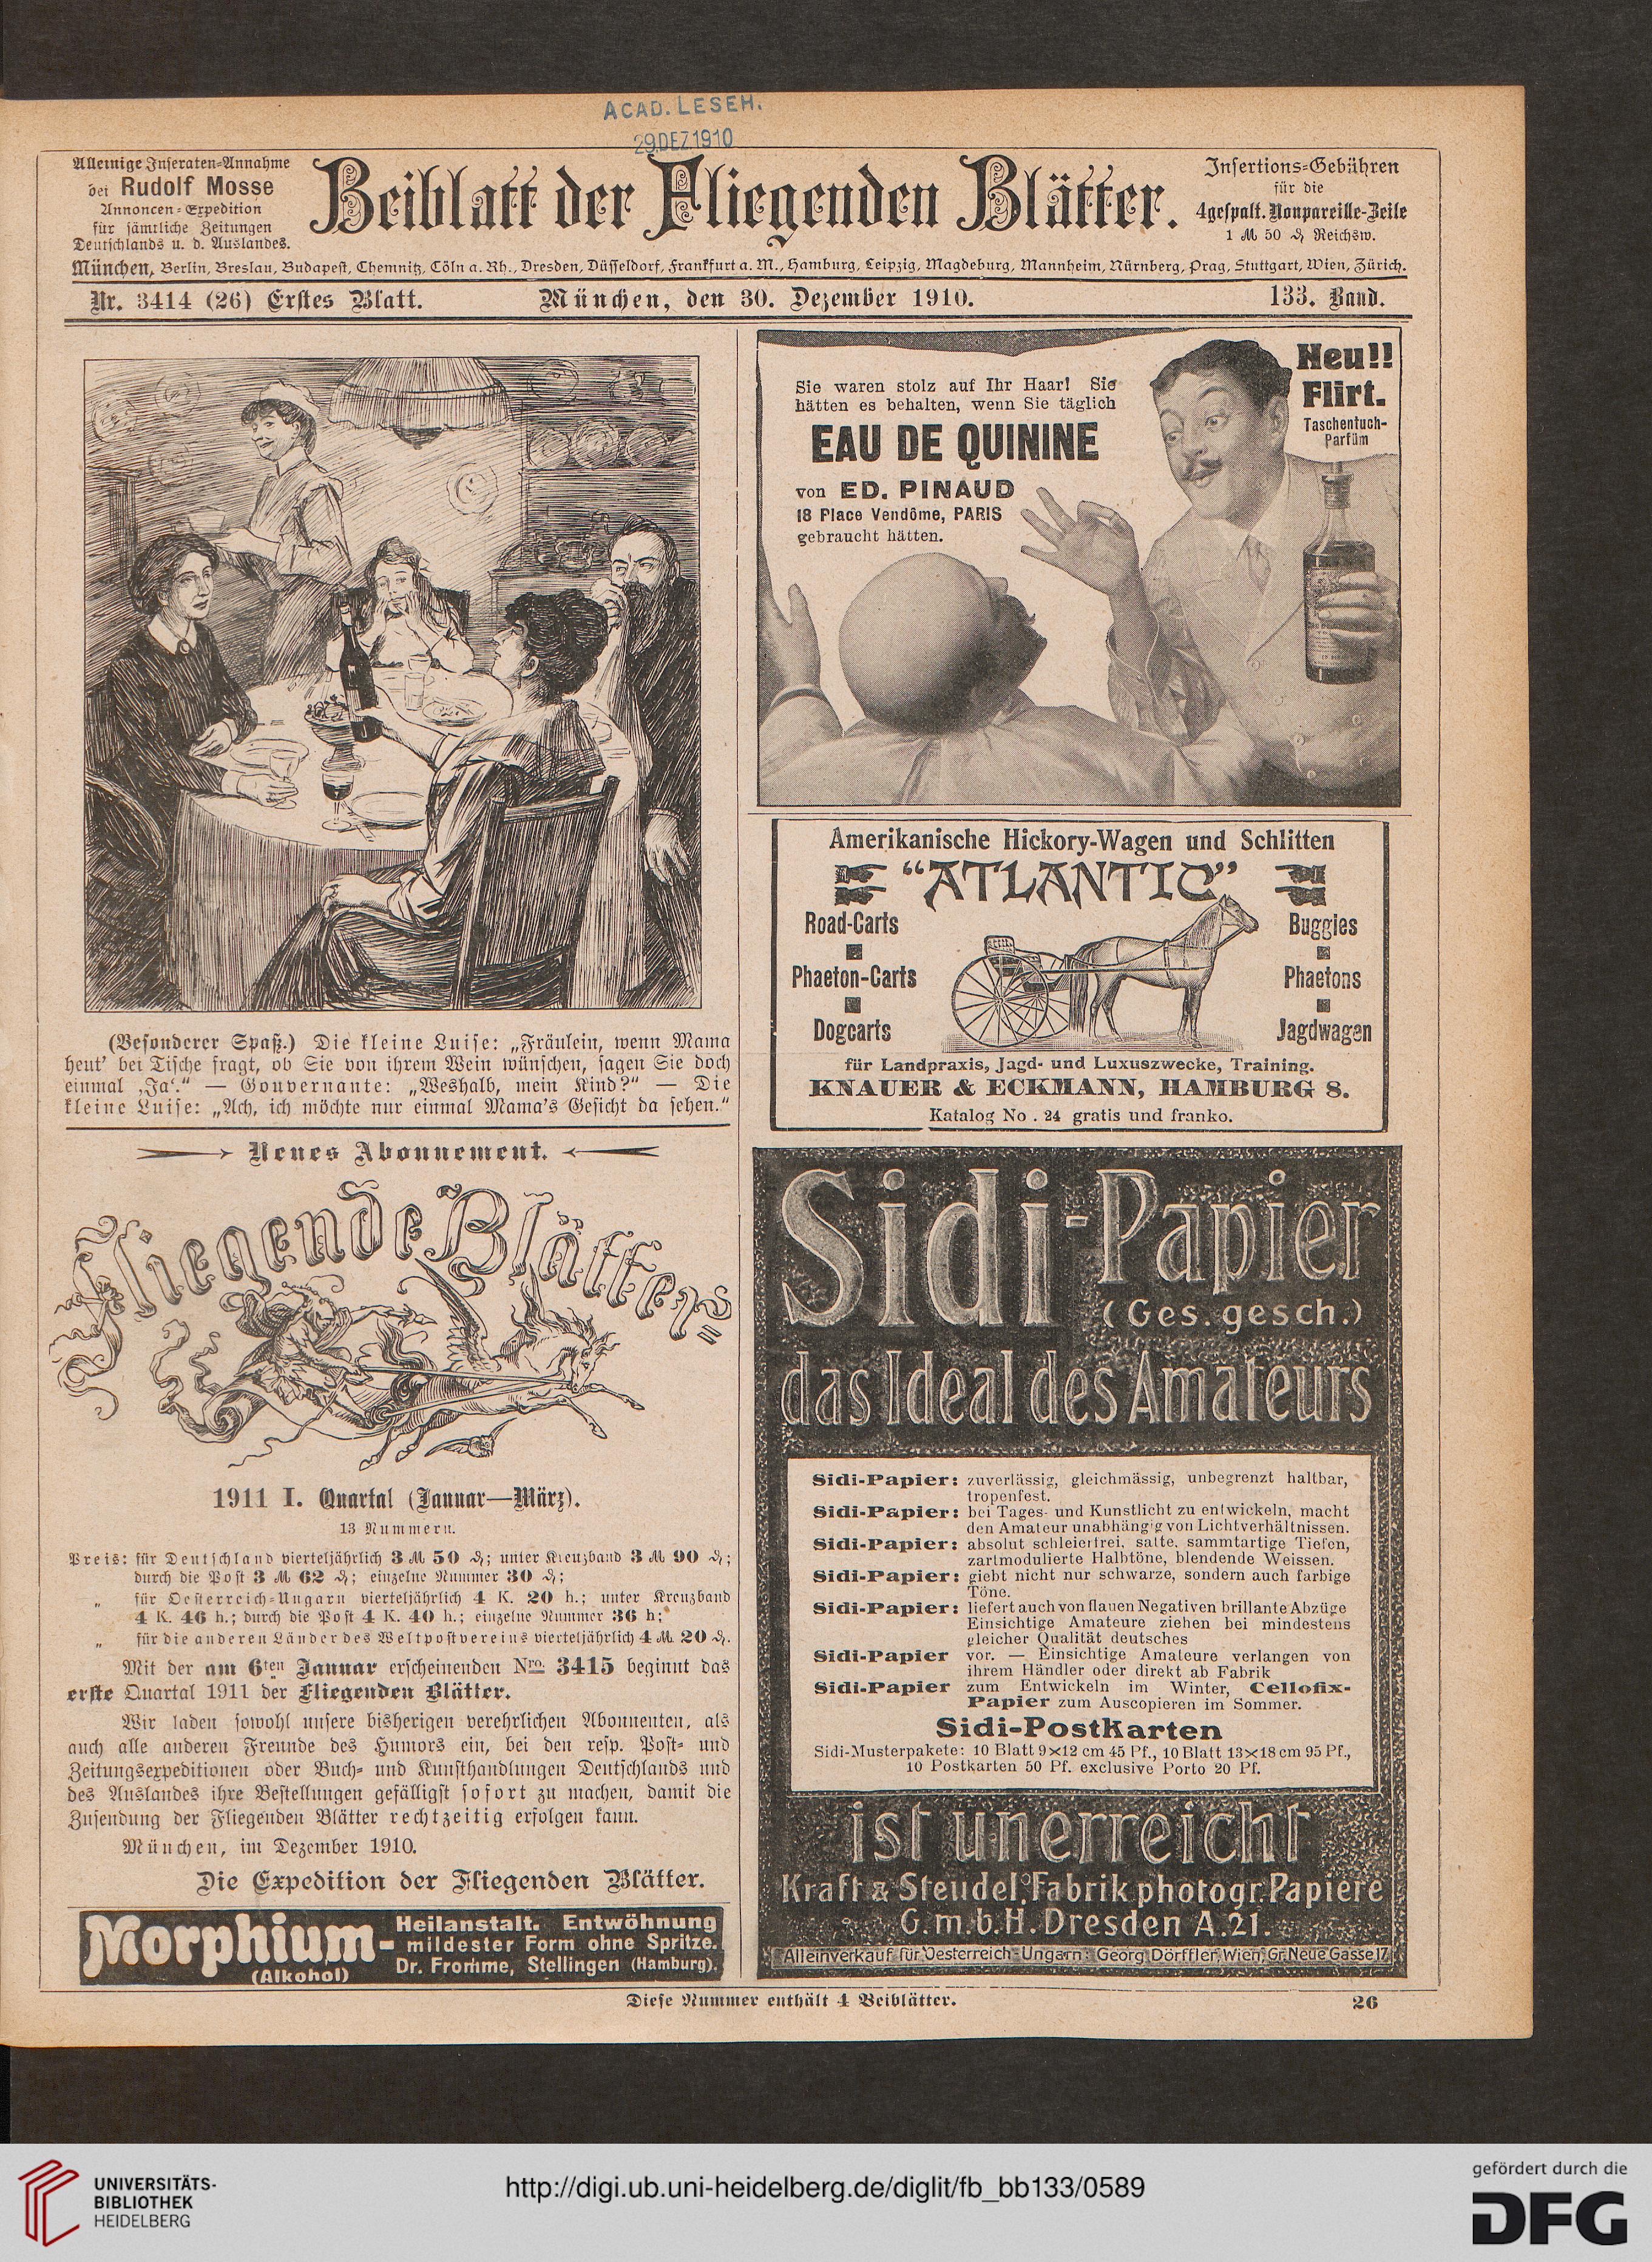 ACAD. LESEH.
29. DEZ. 1910
Alleinige Inseraten-Annahme
bei Rudolf Mosse
Annoncen-Expedition
für sämtliche Zeitungen
Deutschlands u. d. Auslandes.
Beiblatt der Fliegenden Blätter.
Insertions-Gebühren
für die
4gespalt. Nonpareille-Zeile
1 M 50 ₰ Reichsw.
München, Berlin, Breslau, Budapest, Chemnitz, Cöln a. Rh., Dresden, Düsseldorf, Frankfurt a. M., Hamburg, Leipzig, Magdeburg, Mannheim, Nürnberg, Prag, Stuttgart, Wien, Zürich.
Nr. 3414 (26) Erstes Blatt.
München, den 30. Dezember 1910.
133. Band.
(Besonderer Spaß.) Die kleine Luise: „Fräulein, wenn Mama
heut' bei Tische fragt, ob Sie von ihrem Wein wünschen, sagen Sie doch
einmal ‚Ja‘.“ — Gouvernante: „Weshalb, mein Kind?“ — Die
kleine Luise: „Ach, ich möchte nur einmal Mama's Gesicht da sehen.“
Neues Abonnement.
Fliegende Blätter
1911 I. Quartal (Januar—März).
13 Nummern.
Preis: für Deutschland vierteljährlich 3 M 50 ₰; unter Kreuzband 3 M 90 ₰;
durch die Post 3 M 62 ₰; einzelne Nummer 30 ₰;
„ für Oesterreich-Ungarn vierteljährlich 4 K. 20 h.; unter Kreuzband
4 K. 46 h.; durch die Post 4 K. 40 h.; einzelne Nummer 36 h;
„ für die anderen Länder des Weltpostvereins vierteljährlich 4 M. 20 ₰.
Mit der am 6ten Januar erscheinenden Nro. 3415 beginnt das
erste Quartal 1911 der Fliegenden Blätter.
Wir laden sowohl unsere bisherigen verehrlichen Abonnenten, als
auch alle anderen Freunde des Humors ein, bei den resp. Post- und
Zeitungsexpeditionen oder Buch- und Kunsthandlungen Deutschlands und
des Auslandes ihre Bestellungen gefälligst sofort zu machen, damit die
Zusendung der Fliegenden Blätter rechtzeitig erfolgen kann.
München, im Dezember 1910.
Die Expedition der Fliegenden Blätter.
Morphium-
(Alkohol)
Heilanstalt. Entwöhnung
mildester Form ohne Spritze.
Dr. Fromme, Stellingen (Hamburg).
Sie waren stolz auf Ihr Haar! Sie
hätten es behalten, wenn Sie täglich
EAU DE QUININE
von ED. PINAUD
18 Place Vendôme, PARIS
gebraucht hätten.
Neu!!
Flirt.
Taschentuch-
Parfüm
Amerikanische Hickory-Wagen und Schlitten
“ATLANTIC”
Road-Carts
Phaeton-Carts
Dogcarts
Buggies
Phaetons
Jagdwagen
für Landpraxis, Jagd- und Luxuszwecke, Training.
KNAUER & ECKMANN, HAMBURG 8.
Katalog No. 24 gratis und franko.
Sidi-Papier
(Ges. gesch.)
das Ideal des Amateurs
Sidi-Papier: zuverlässig, gleichmässig, unbegrenzt haltbar,
tropenfest.
Sidi-Papier: bei Tages- und Kunstlicht zu entwickeln, macht
den Amateur unabhängig von Lichtverhältnissen.
Sidi-Papier: absolut schleierfrei, satte, sammtartige Tiefen,
zartmodulierte Halbtöne, blendende Weissen.
Sidi-Papier: giebt nicht nur schwarze, sondern auch farbige
Töne.
Sidi-Papier: liefert auch von flauen Negativen brillante Abzüge
Einsichtige Amateure ziehen bei mindestens
gleicher Qualität deutsches
Sidi-Papier vor. — Einsichtige Amateure verlangen von
ihrem Händler oder direkt ab Fabrik
Sidi-Papier zum Entwickeln im Winter, Cellofix-
Papier zum Auscopieren im Sommer.
Sidi-Postkarten
Sidi-Musterpakete: 10 Blatt 9×12 cm 45 Pf., 10 Blatt 13×18 cm 95 Pf.,
10 Postkarten 50 Pf. exclusive Porto 20 Pf.
ist unerreicht
Kraft & Steudel, Fabrik photogr. Papiere
G.m.b.H. Dresden A.21.
Alleinverkauf für Oesterreich-Ungarn: Georg Dörffler, Wien, Gr. Neue Gasse 17
Diese Nummer enthält 4 Beiblätter.
26
UNIVERSITÄTS-
BIBLIOTHEK
HEIDELBERG
http://digi.ub.uni-heidelberg.de/diglit/fb_bb133/0589
gefördert durch die
DFG